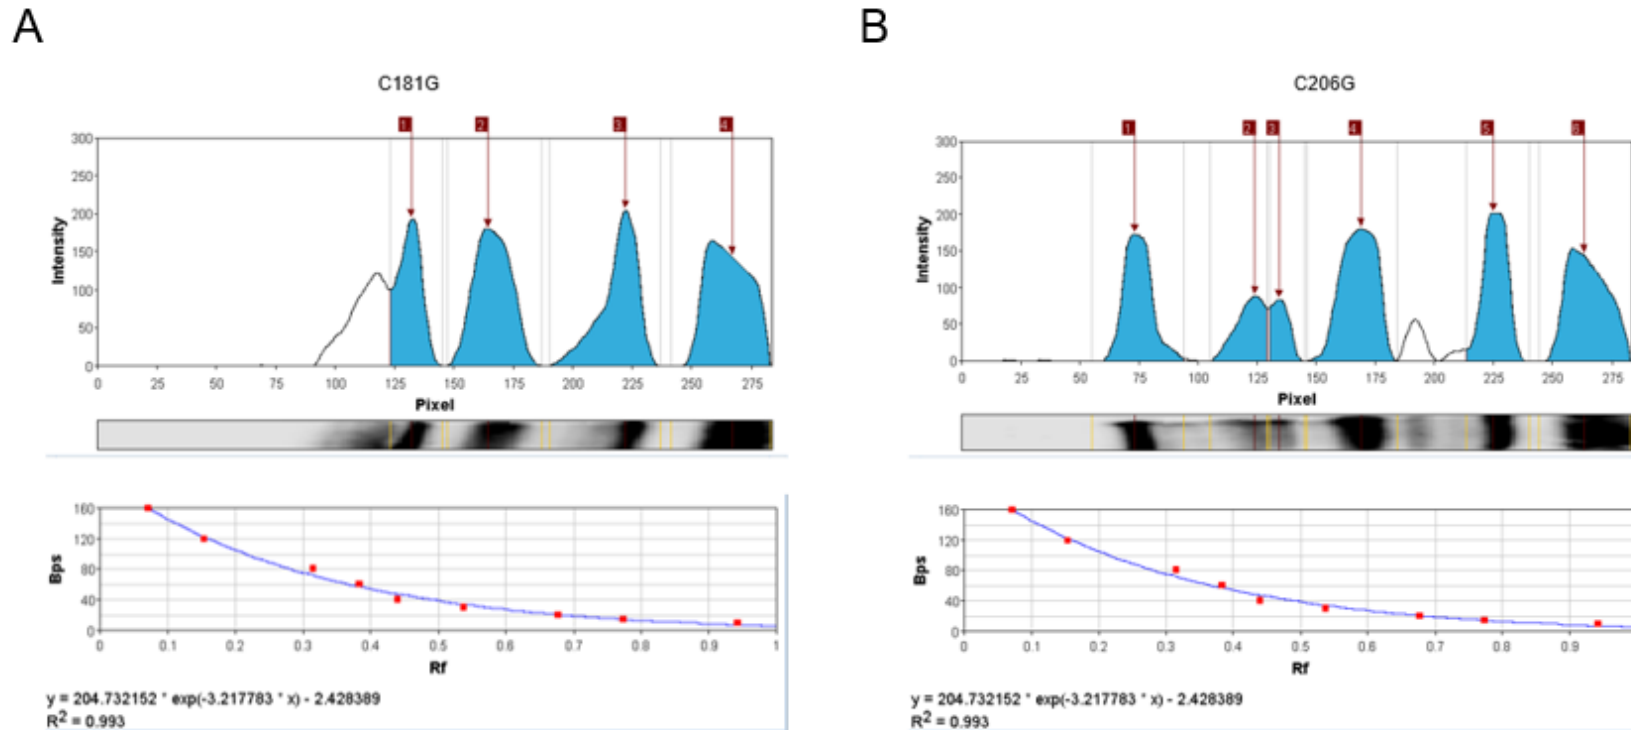 A
B
C181G
C206G
1 2 3 4
1 2 3 4 5 6
Intensity
300
250
200
150
100
50
0
0 25 50 75 100 125 150 175 200 225 250 275
Pixel
Intensity
300
250
200
150
100
50
0
0 25 50 75 100 125 150 175 200 225 250 275
Pixel
Bps
160
120
80
40
0
0 0.1 0.2 0.3 0.4 0.5 0.6 0.7 0.8 0.9 1
Rf
y = 204.732152 * exp(-3.217783 * x) - 2.428389
R² = 0.993
Bps
160
120
80
40
0
0 0.1 0.2 0.3 0.4 0.5 0.6 0.7 0.8 0.9
Rf
y = 204.732152 * exp(-3.217783 * x) - 2.428389
R² = 0.993